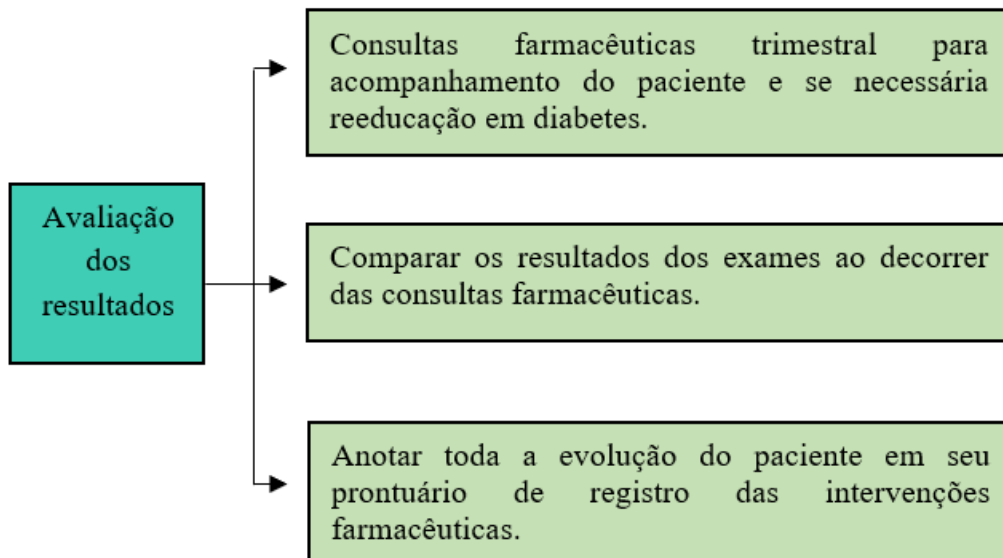 Consultas farmacêuticas trimestral para
acompanhamento do paciente e se necessária
reeducação em diabetes.
Avaliação
dos
resultados
Comparar os resultados dos exames ao decorrer
das consultas farmacêuticas.
Anotar toda a evolução do paciente em seu
prontuário de registro das intervenções
farmacêuticas.